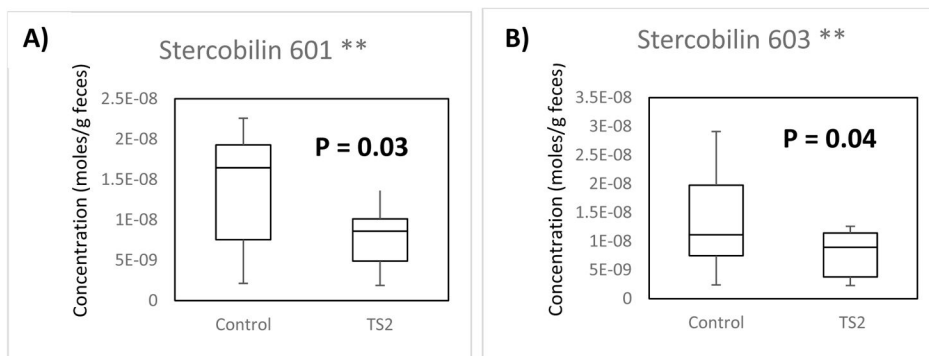 A)
Stercobilin 601 **
Concentration (moles/g feces)
2.5E-08
2E-08
1.5E-08
1E-08
5E-09
0
P = 0.03
Control
TS2
B)
Stercobilin 603 **
Concentration (moles/g feces)
3.5E-08
3E-08
2.5E-08
2E-08
1.5E-08
1E-08
5E-09
0
P = 0.04
Control
TS2